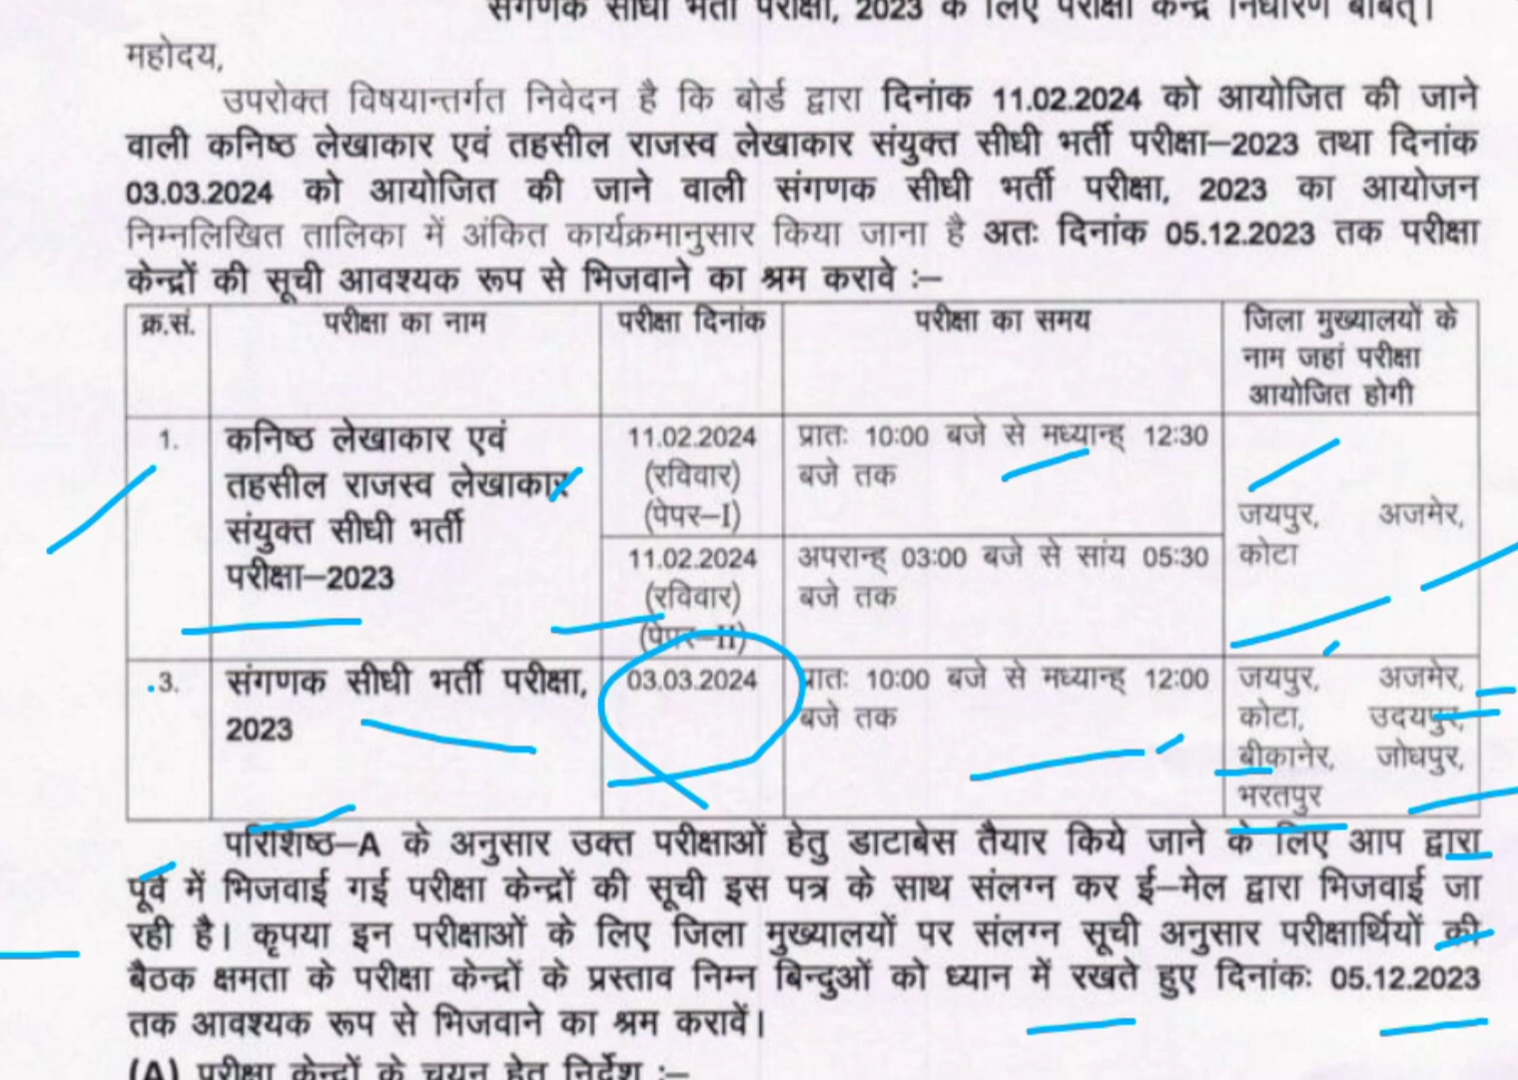 संगणक सीधी भर्ती परीक्षा, 2023 के लिए परीक्षा केन्द्र निर्धारण बाबत्।
महोदय,
उपरोक्त विषयान्तर्गत निवेदन है कि बोर्ड द्वारा दिनांक 11.02.2024 को आयोजित की जाने
वाली कनिष्ठ लेखाकार एवं तहसील राजस्व लेखाकार संयुक्त सीधी भर्ती परीक्षा–2023 तथा दिनांक
03.03.2024 को आयोजित की जाने वाली संगणक सीधी भर्ती परीक्षा, 2023 का आयोजन
निम्नलिखित तालिका में अंकित कार्यक्रमानुसार किया जाना है अतः दिनांक 05.12.2023 तक परीक्षा
केन्द्रों की सूची आवश्यक रूप से भिजवाने का श्रम करावे :–
क्र.सं. परीक्षा का नाम परीक्षा दिनांक परीक्षा का समय जिला मुख्यालयों के
नाम जहां परीक्षा
आयोजित होगी
1. कनिष्ठ लेखाकार एवं
तहसील राजस्व लेखाकार
संयुक्त सीधी भर्ती
परीक्षा–2023
11.02.2024
(रविवार)
(पेपर–I)
प्रातः 10:00 बजे से मध्यान्ह् 12:30
बजे तक
11.02.2024
(रविवार)
(पेपर–II)
अपरान्ह् 03:00 बजे से सांय 05:30
बजे तक
जयपुर, अजमेर,
कोटा
3. संगणक सीधी भर्ती परीक्षा,
2023
03.03.2024
प्रातः 10:00 बजे से मध्यान्ह् 12:00
बजे तक
जयपुर, अजमेर,
कोटा, उदयपुर,
बीकानेर, जोधपुर,
भरतपुर
परिशिष्ठ–A के अनुसार उक्त परीक्षाओं हेतु डाटाबेस तैयार किये जाने के लिए आप द्वारा
पूर्व में भिजवाई गई परीक्षा केन्द्रों की सूची इस पत्र के साथ संलग्न कर ई–मेल द्वारा भिजवाई जा
रही है। कृपया इन परीक्षाओं के लिए जिला मुख्यालयों पर संलग्न सूची अनुसार परीक्षार्थियों की
बैठक क्षमता के परीक्षा केन्द्रों के प्रस्ताव निम्न बिन्दुओं को ध्यान में रखते हुए दिनांकः 05.12.2023
तक आवश्यक रूप से भिजवाने का श्रम करावें।
(A) परीक्षा केन्द्रों के चयन हेतु निर्देश :–